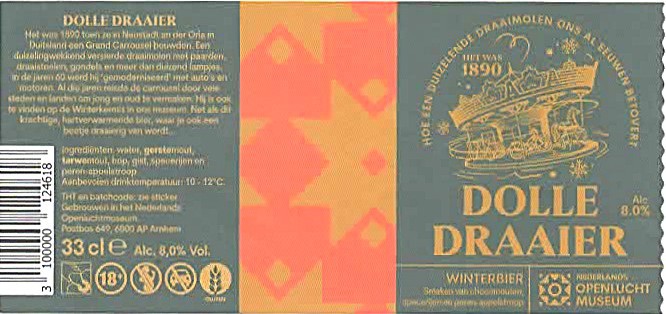 DOLLE DRAAIER
Het was 1890 toen ze in Neustadt an der Orla in
Duitsland een Grand Carrousel bouwden. Een
duizelingwekkend versierde draaimolen met paarden,
draaistoelen, gondels en meer dan duizend lampjes.
In de jaren 60 werd hij 'gemoderniseerd' met auto's en
motoren. Al die jaren reisde de carrousel door vele
steden en landen om jong en oud te vermaken. Hij is ook
te vinden op de Winterkermis in ons museum. Net als dit
krachtige, hartverwarmende bier, waar je ook een
beetje draaierig van wordt...
Ingrediënten: water, gerstemout,
tarwemout, hop, gist, specerijen en
peren-appelstroop
Aanbevolen drinktemperatuur: 10 - 12°C
THT en batchcode: zie sticker
Gebrouwen in het Nederlands
Openluchtmuseum
Postbus 649, 6800 AP Arnhem
33 cl e Alc. 8,0% Vol.
18+
GLUTEN
3 100000 124618
HOE EEN DUIZELENDE DRAAIMOLEN ONS AL EEUWEN BETOVERT
HET WAS
1890
DOLLE
DRAAIER
Alc.
8.0%
WINTERBIER
Smaken van chocolademout,
specerijen en peren-appelstroop
NEDERLANDS
OPENLUCHT
MUSEUM